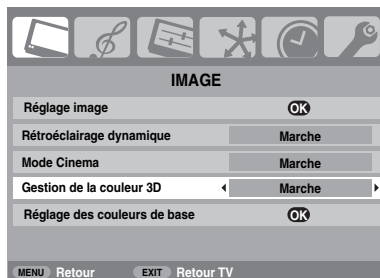 IMAGE
Réglage image OK
Rétroéclairage dynamique Marche
Mode Cinema Marche
Gestion de la couleur 3D Marche
Réglage des couleurs de base OK
MENU Retour EXIT Retour TV